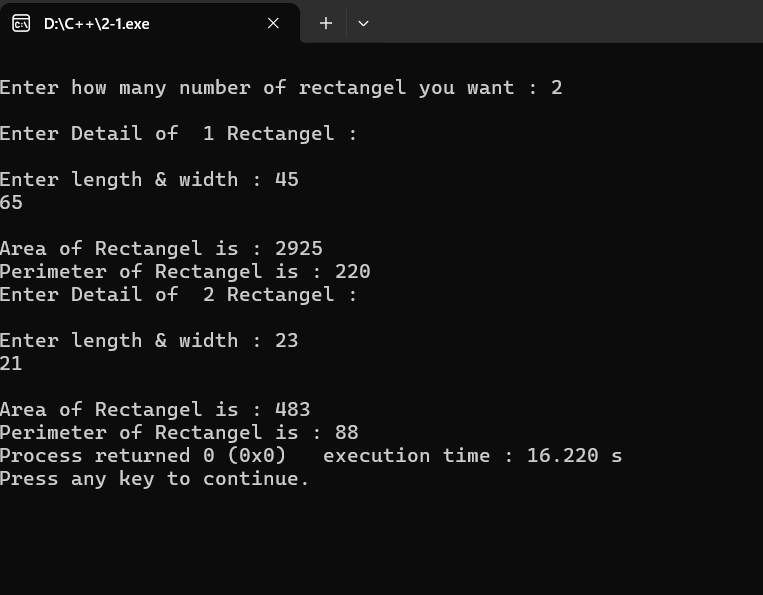 D:\C++\2-1.exe
Enter how many number of rectangel you want : 2
Enter Detail of  1 Rectangel :
Enter length & width : 45
65
Area of Rectangel is : 2925
Perimeter of Rectangel is : 220
Enter Detail of  2 Rectangel :
Enter length & width : 23
21
Area of Rectangel is : 483
Perimeter of Rectangel is : 88
Process returned 0 (0x0)   execution time : 16.220 s
Press any key to continue.